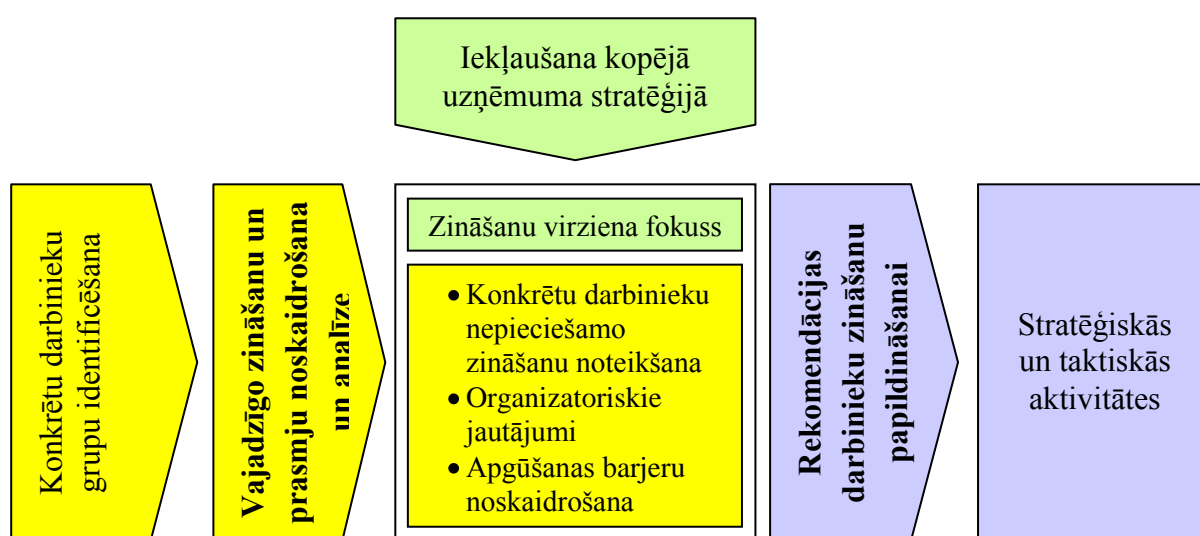 Iekļaušana kopējā
uzņēmuma stratēģijā
Konkrētu darbinieku
grupu identificēšana
Vajadzīgo zināšanu un
prasmju noskaidrošana
un analīze
Zināšanu virziena fokuss
• Konkrētu darbinieku
nepieciešamo
zināšanu noteikšana
• Organizatoriskie
jautājumi
• Apgūšanas barjeru
noskaidrošana
Rekomendācijas
darbinieku zināšanu
papildināšanai
Stratēģiskās
un taktiskās
aktivitātes